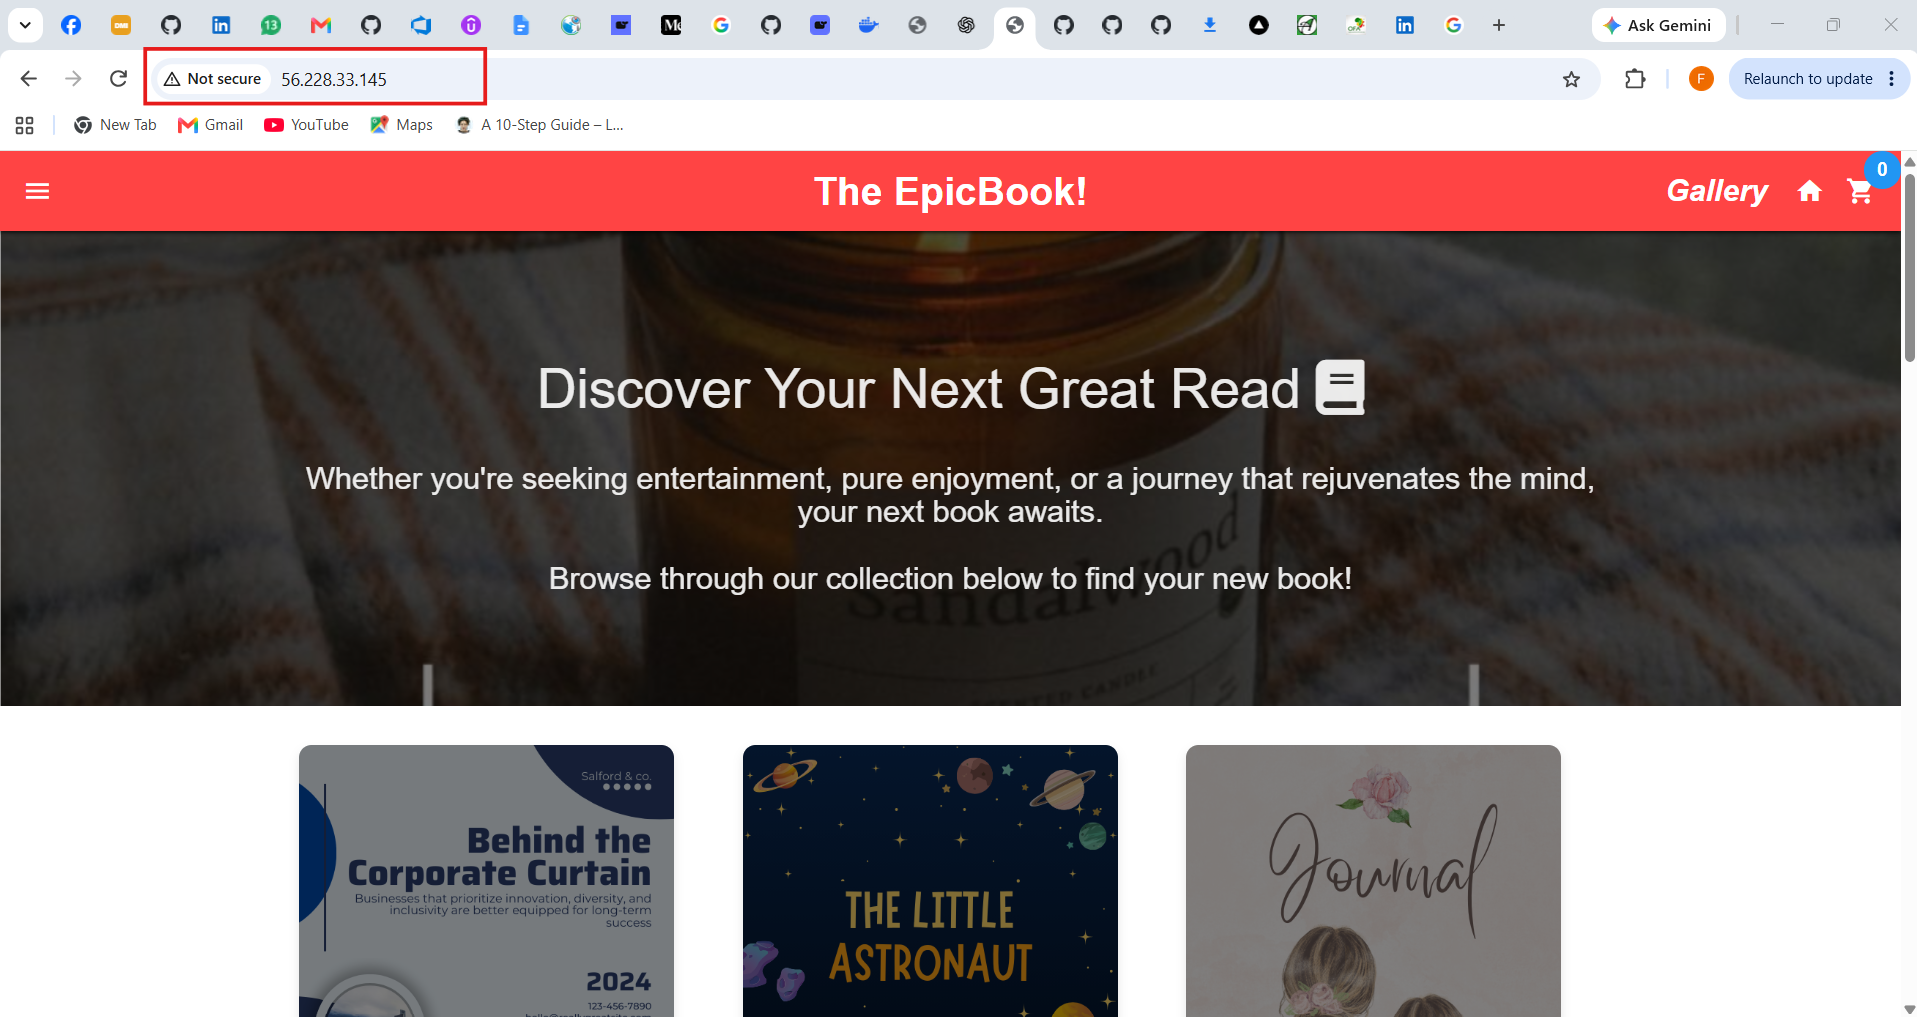 13
Ask Gemini
Not secure
56.228.33.145
F
Relaunch to update
New Tab
Gmail
YouTube
Maps
A 10-Step Guide – L...
The EpicBook!
Gallery
0
Discover Your Next Great Read
Whether you're seeking entertainment, pure enjoyment, or a journey that rejuvenates the mind,
your next book awaits.
Browse through our collection below to find your new book!
Sandalwood
SCENTED CANDLE
Salford & co.
Behind the
Corporate Curtain
Businesses that prioritize innovation, diversity, and
inclusivity are better equipped for long-term
success
2024
123-456-7890
THE LITTLE
ASTRONAUT
Journal